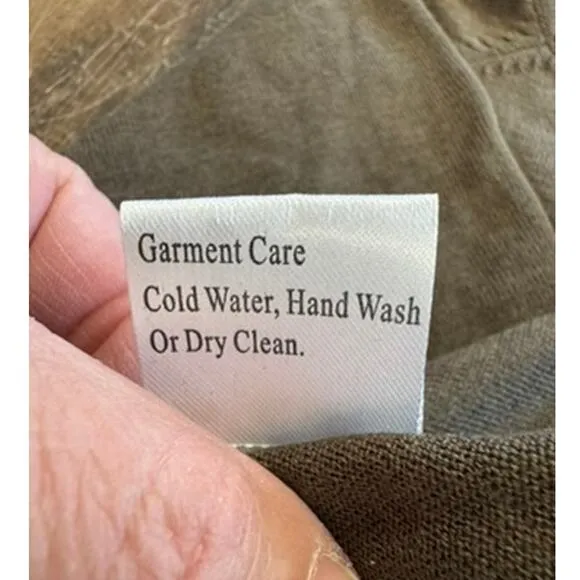 Garment Care
Cold Water, Hand Wash
Or Dry Clean.